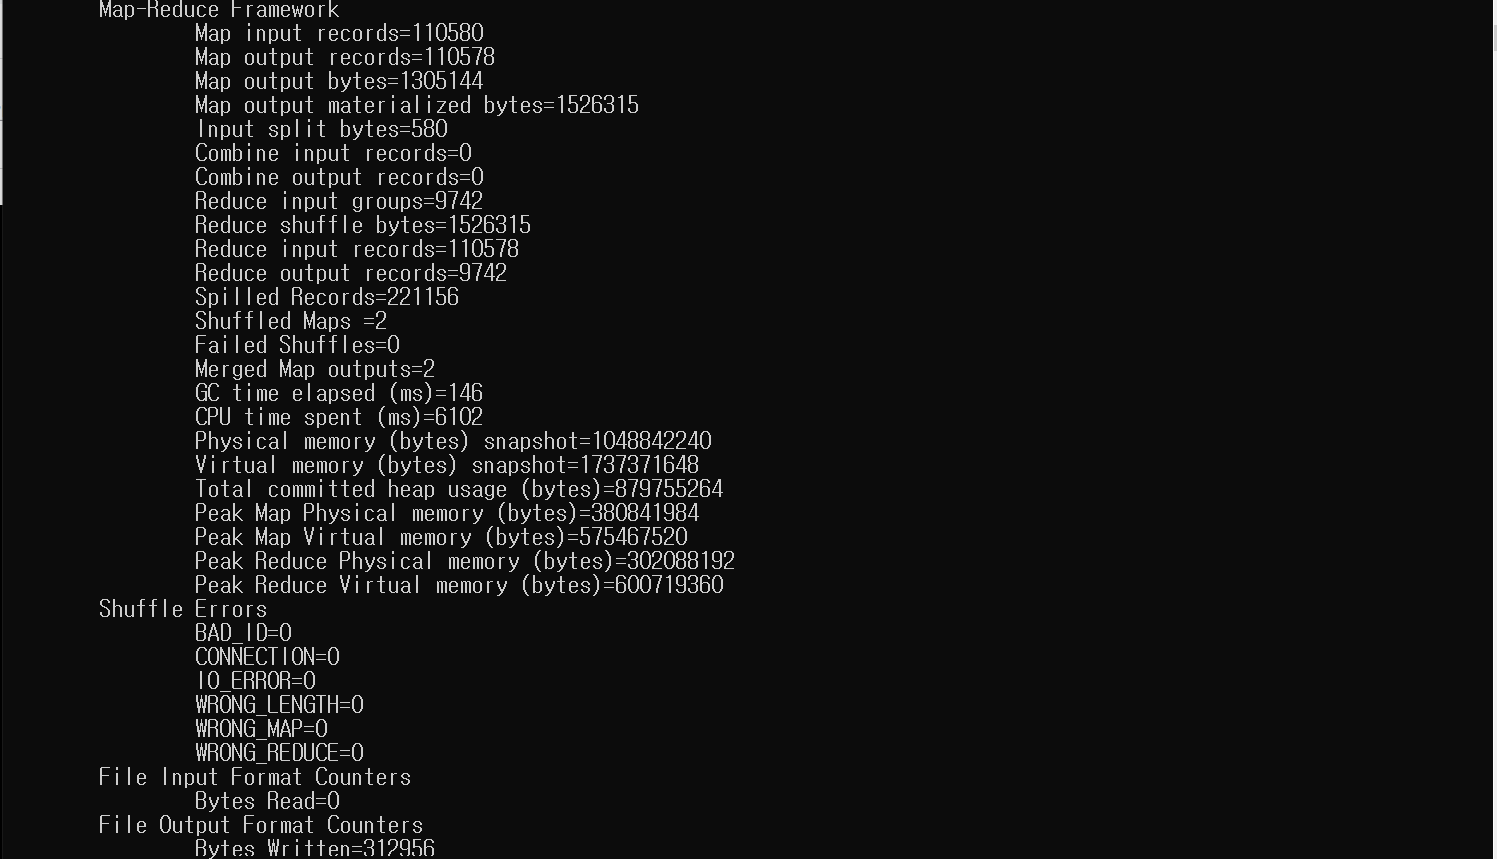 Map-Reduce Framework
Map input records=110580
Map output records=110578
Map output bytes=1305144
Map output materialized bytes=1526315
Input split bytes=580
Combine input records=0
Combine output records=0
Reduce input groups=9742
Reduce shuffle bytes=1526315
Reduce input records=110578
Reduce output records=9742
Spilled Records=221156
Shuffled Maps =2
Failed Shuffles=0
Merged Map outputs=2
GC time elapsed (ms)=146
CPU time spent (ms)=6102
Physical memory (bytes) snapshot=1048842240
Virtual memory (bytes) snapshot=1737371648
Total committed heap usage (bytes)=879755264
Peak Map Physical memory (bytes)=380841984
Peak Map Virtual memory (bytes)=575467520
Peak Reduce Physical memory (bytes)=302088192
Peak Reduce Virtual memory (bytes)=600719360
Shuffle Errors
BAD_ID=0
CONNECTION=0
IO_ERROR=0
WRONG_LENGTH=0
WRONG_MAP=0
WRONG_REDUCE=0
File Input Format Counters
Bytes Read=0
File Output Format Counters
Bytes Written=312956